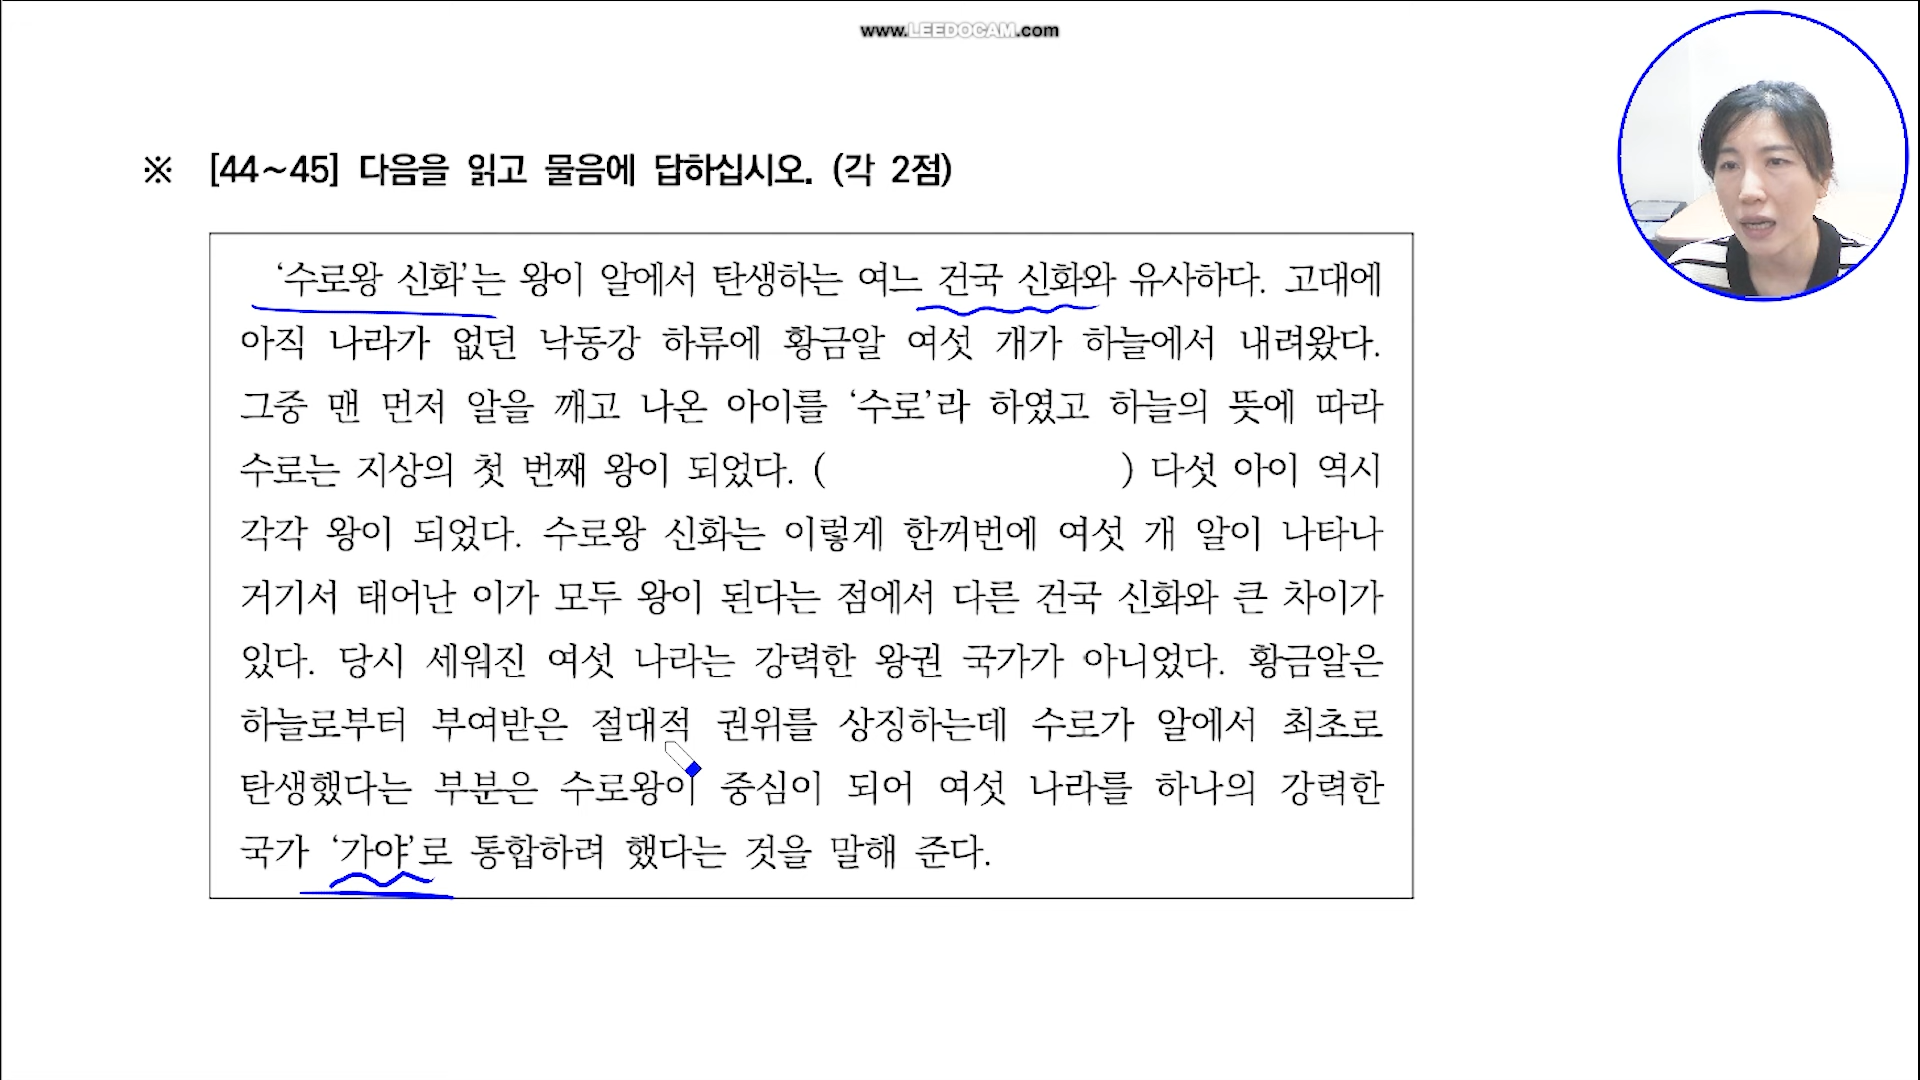 www.LEEDOCAM.com
※ [44~45] 다음을 읽고 물음에 답하십시오. (각 2점)
‘수로왕 신화’는 왕이 알에서 탄생하는 여느 건국 신화와 유사하다. 고대에
아직 나라가 없던 낙동강 하류에 황금알 여섯 개가 하늘에서 내려왔다.
그중 맨 먼저 알을 깨고 나온 아이를 ‘수로’라 하였고 하늘의 뜻에 따라
수로는 지상의 첫 번째 왕이 되었다. ( ) 다섯 아이 역시
각각 왕이 되었다. 수로왕 신화는 이렇게 한꺼번에 여섯 개 알이 나타나
거기서 태어난 이가 모두 왕이 된다는 점에서 다른 건국 신화와 큰 차이가
있다. 당시 세워진 여섯 나라는 강력한 왕권 국가가 아니었다. 황금알은
하늘로부터 부여받은 절대적 권위를 상징하는데 수로가 알에서 최초로
탄생했다는 부분은 수로왕이 중심이 되어 여섯 나라를 하나의 강력한
국가 ‘가야’로 통합하려 했다는 것을 말해 준다.